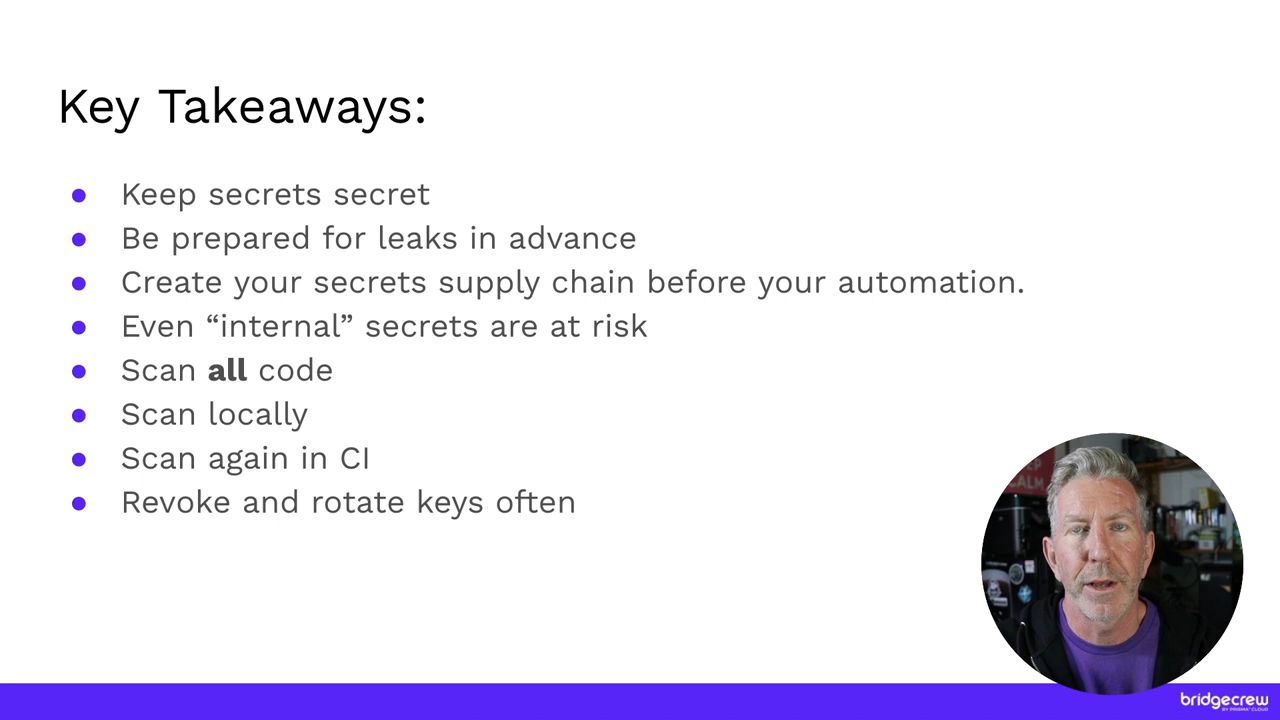 Key Takeaways:
● Keep secrets secret
● Be prepared for leaks in advance
● Create your secrets supply chain before your automation.
● Even “internal” secrets are at risk
● Scan all code
● Scan locally
● Scan again in CI
● Revoke and rotate keys often
CALM
bridgecrew
BY PRISMA® CLOUD